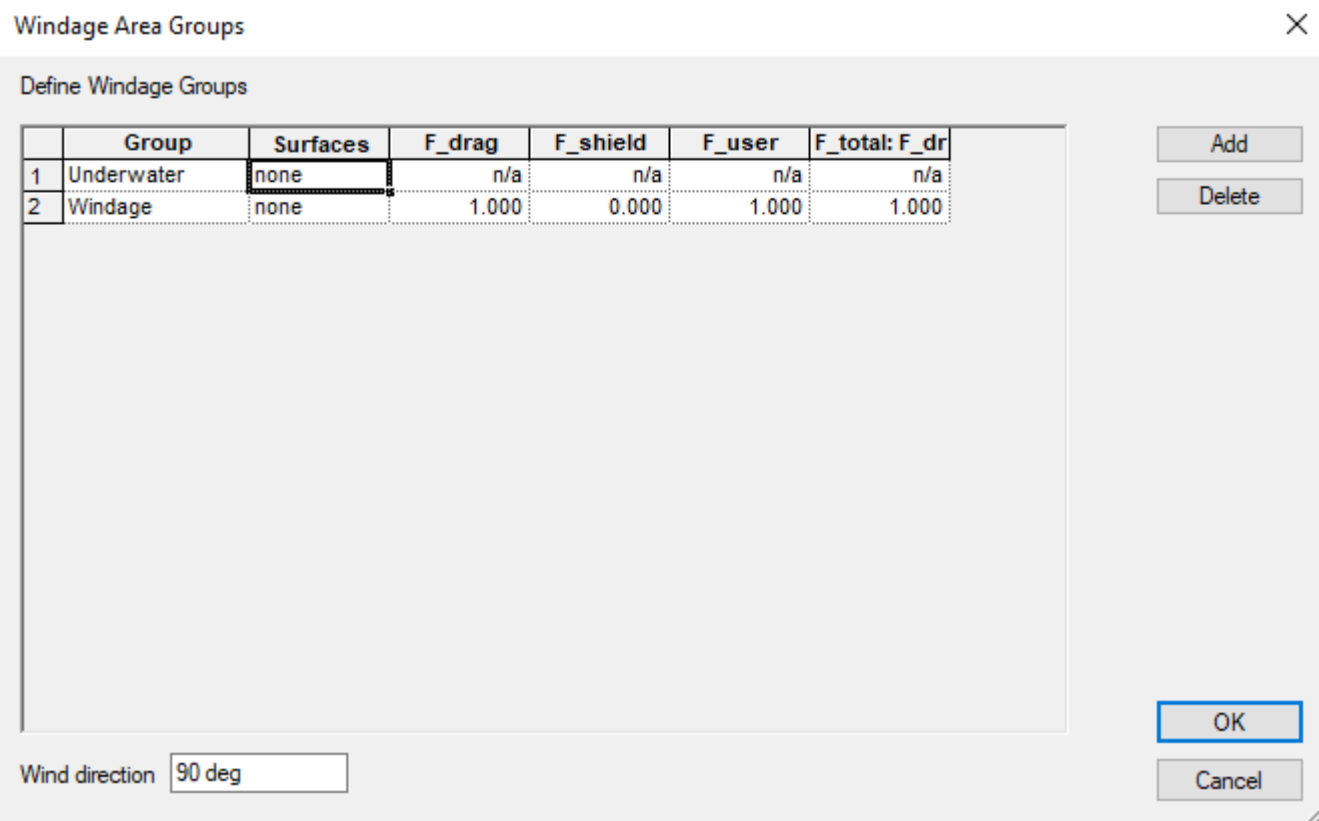 Windage Area Groups
Define Windage Groups
Group Surfaces F_drag F_shield F_user F_total: F_dr
1 Underwater none n/a n/a n/a n/a
2 Windage none 1.000 0.000 1.000 1.000
Add
Delete
OK
Wind direction 90 deg
Cancel